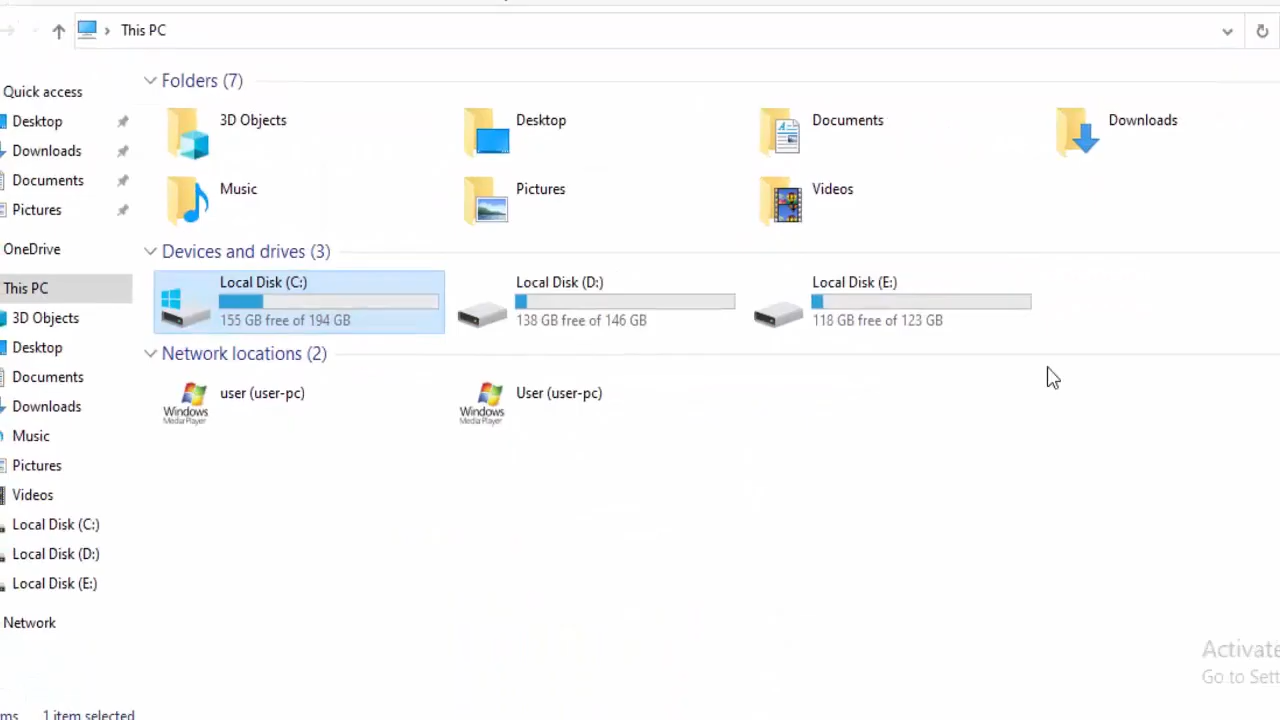 This PC
Quick access
Desktop
Downloads
Documents
Pictures
OneDrive
This PC
3D Objects
Desktop
Documents
Downloads
Music
Pictures
Videos
Local Disk (C:)
Local Disk (D:)
Local Disk (E:)
Network
Folders (7)
3D Objects
Desktop
Documents
Downloads
Music
Pictures
Videos
Devices and drives (3)
Local Disk (C:)
155 GB free of 194 GB
Local Disk (D:)
138 GB free of 146 GB
Local Disk (E:)
118 GB free of 123 GB
Network locations (2)
Windows
Media Player
user (user-pc)
Windows
Media Player
User (user-pc)
Activate
Go to Sett
ms 1 item selected